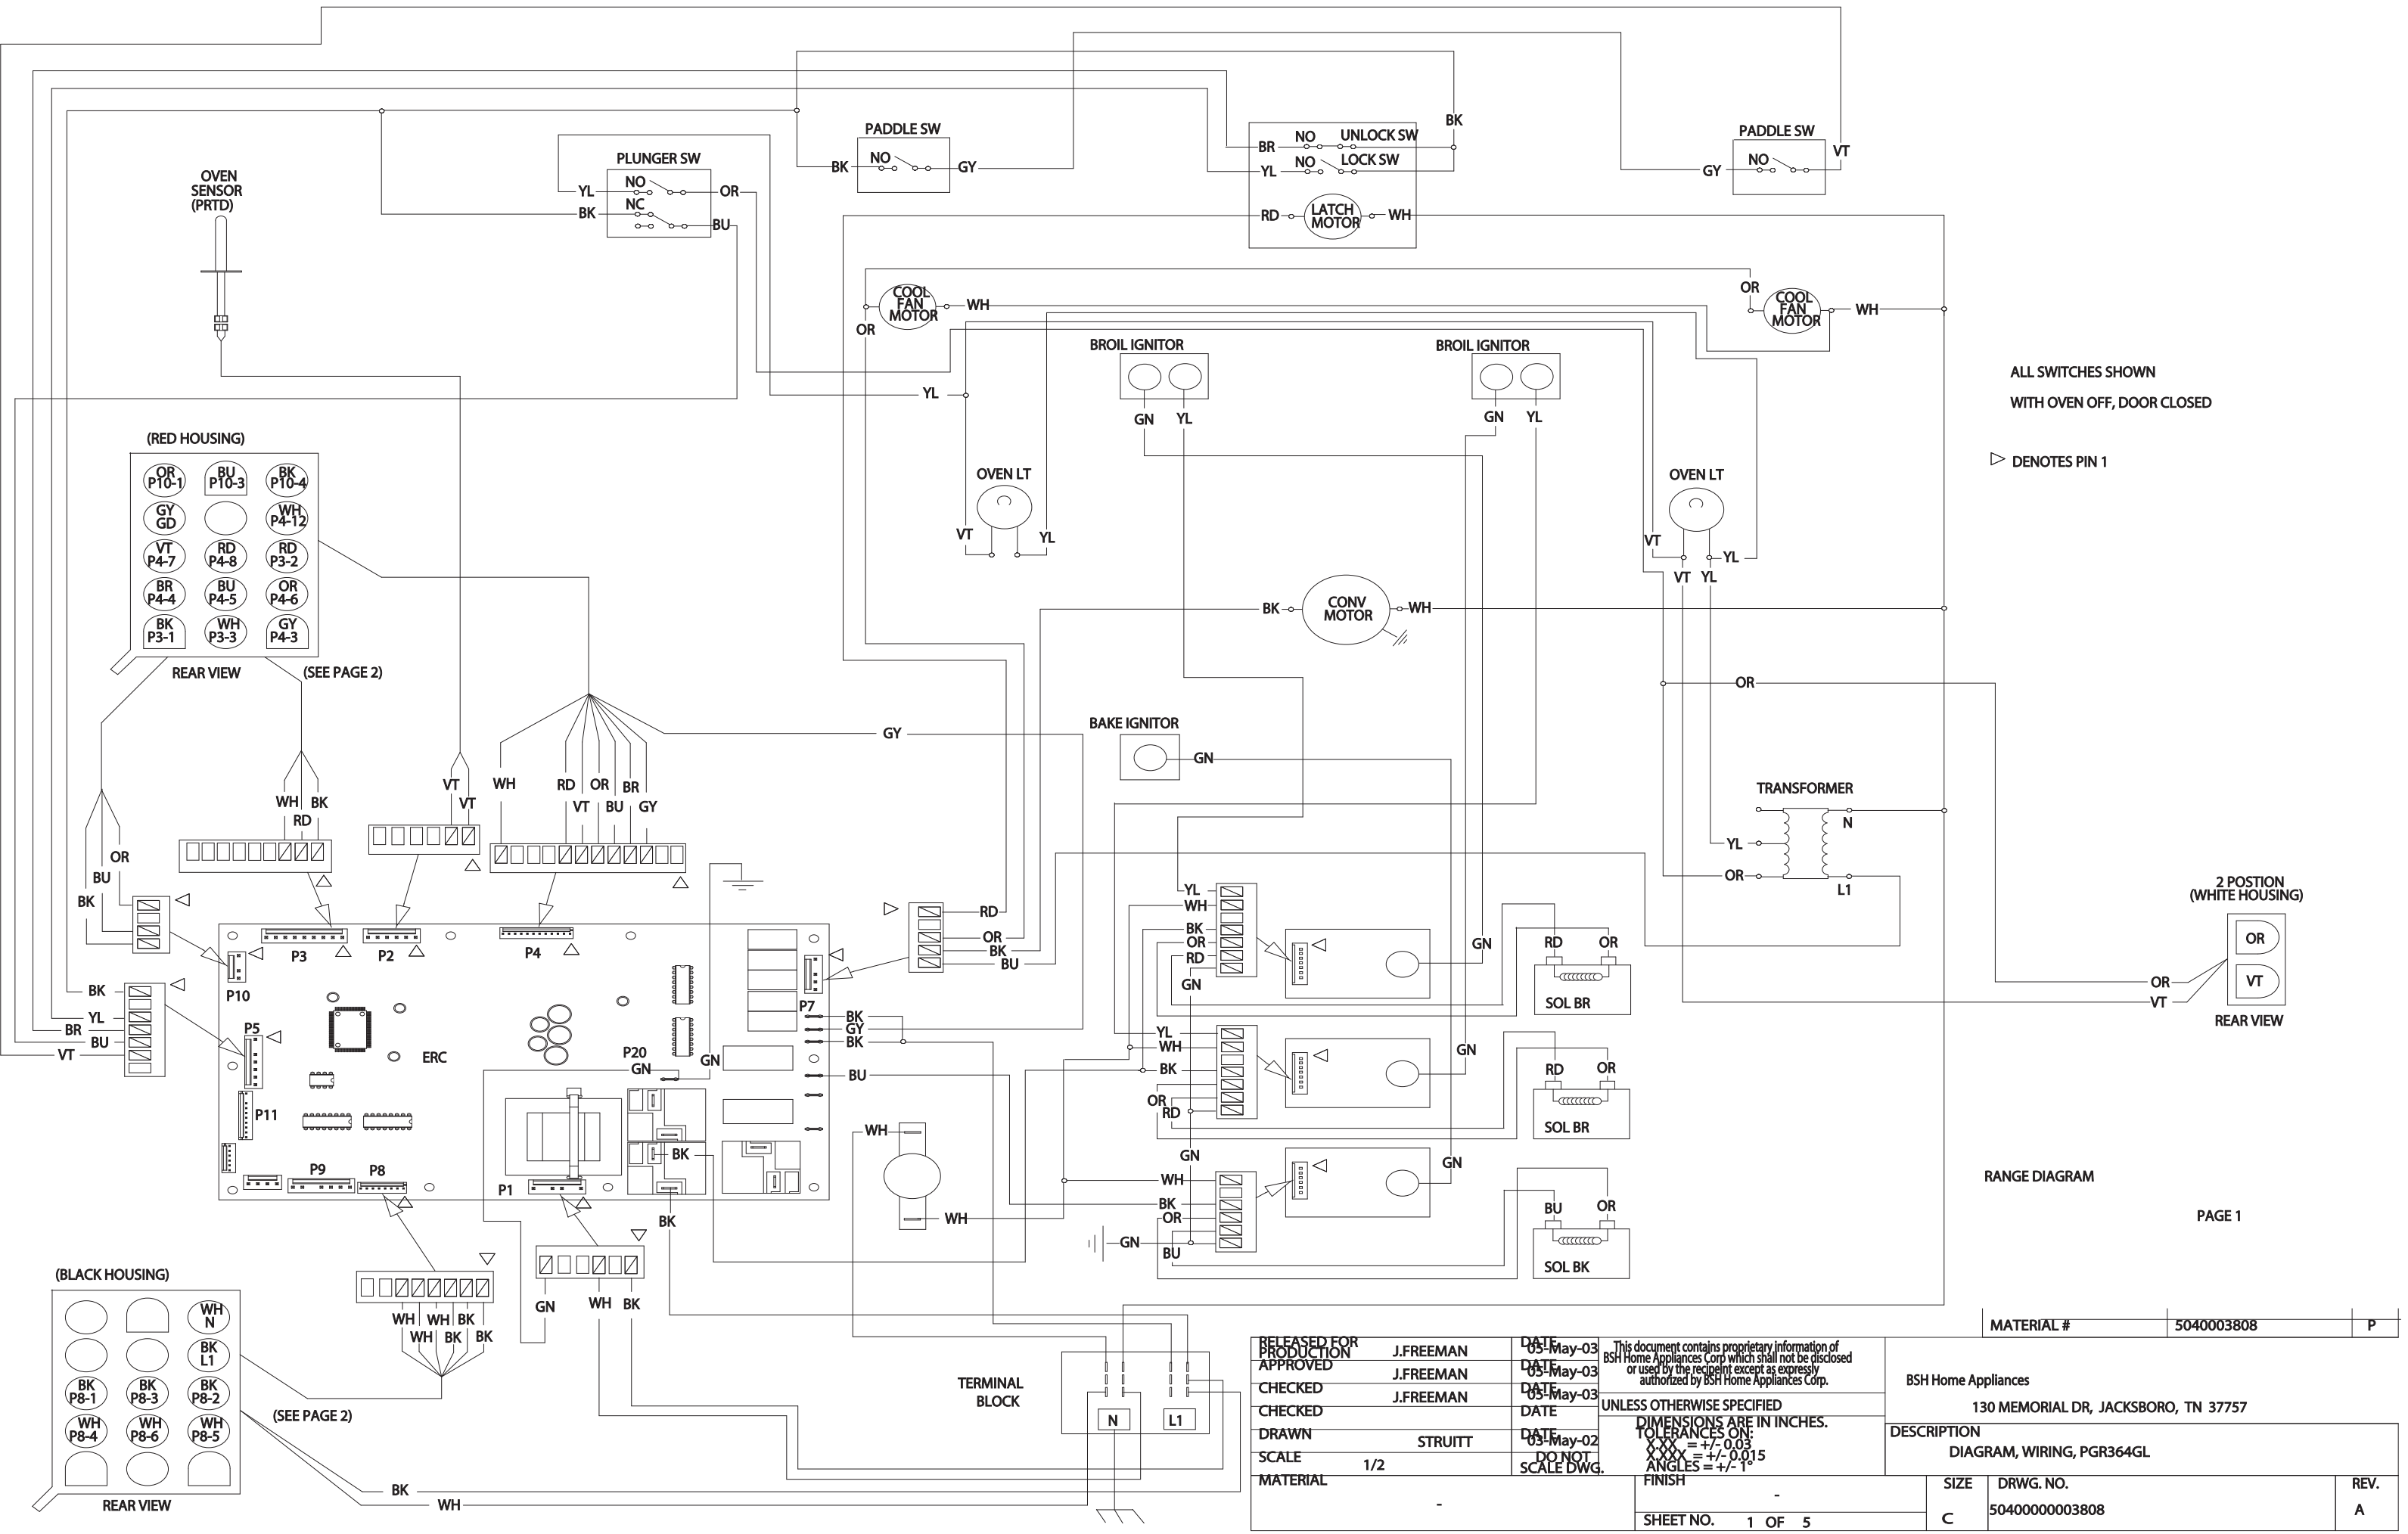 BK
PADDLE SW
NO
BK
GY
UNLOCK SW
NO
BR
LOCK SW
NO
YL
LATCH MOTOR
RD
WH
PADDLE SW
NO
GY
VT
PLUNGER SW
NO
YL
OR
NC
BK
BU
OVEN
SENSOR
(PRTD)
COOL
FAN
MOTOR
WH
OR
OR
COOL
FAN
MOTOR
WH
BROIL IGNITOR
GN
YL
BROIL IGNITOR
GN
YL
YL
ALL SWITCHES SHOWN
WITH OVEN OFF, DOOR CLOSED
DENOTES PIN 1
(RED HOUSING)
OR P10-1
BU P10-3
BK P10-4
GY GD
WH P4-12
VT P4-7
RD P4-8
RD P3-2
BR P4-4
BU P4-5
OR P4-6
BK P3-1
WH P3-3
GY P4-3
REAR VIEW
(SEE PAGE 2)
OVEN LT
VT
YL
OVEN LT
VT
YL
VT
YL
CONV
MOTOR
BK
WH
OR
BAKE IGNITOR
GN
GY
WH
RD
VT
OR
BU
BR
GY
VT
VT
WH
RD
BK
OR
BU
BK
TRANSFORMER
N
YL
OR
L1
2 POSTION
(WHITE HOUSING)
OR
VT
REAR VIEW
OR
VT
BK
YL
BR
BU
VT
P3
P2
P4
P10
P5
P11
P9
P8
P1
P7
P20
ERC
GN
GN
RD
OR
BK
BU
BK
GY
BK
BU
BK
BK
YL
WH
BK
OR
RD
GN
GN
RD
OR
SOL BR
YL
WH
BK
OR
RD
GN
GN
RD
OR
SOL BR
WH
BK
OR
BU
GN
GN
BU
OR
SOL BK
WH
WH
GN
WH
BK
WH
WH
WH
BK
BK
BK
(BLACK HOUSING)
WH N
BK L1
BK P8-1
BK P8-3
BK P8-2
WH P8-4
WH P8-6
WH P8-5
REAR VIEW
(SEE PAGE 2)
BK
WH
TERMINAL
BLOCK
N
L1
RANGE DIAGRAM
PAGE 1
MATERIAL # 5040003808 P
RELEASED FOR PRODUCTION J.FREEMAN DATE 05-May-03
APPROVED J.FREEMAN DATE 05-May-03
CHECKED J.FREEMAN DATE 05-May-03
CHECKED DATE
DRAWN STRUITT DATE 03-May-02
SCALE 1/2 DO NOT SCALE DWG.
MATERIAL -
This document contains proprietary information of
BSH Home Appliances Corp which shall not be disclosed
or used by the recipeint except as expressly
authorized by BSH Home Appliances Corp.
UNLESS OTHERWISE SPECIFIED
DIMENSIONS ARE IN INCHES.
TOLERANCES ON:
X.XX = +/- 0.03
X.XXX = +/- 0.015
ANGLES = +/- 1°
FINISH -
SHEET NO. 1 OF 5
BSH Home Appliances
130 MEMORIAL DR, JACKSBORO, TN 37757
DESCRIPTION
DIAGRAM, WIRING, PGR364GL
SIZE C
DRWG. NO. 50400000003808
REV. A